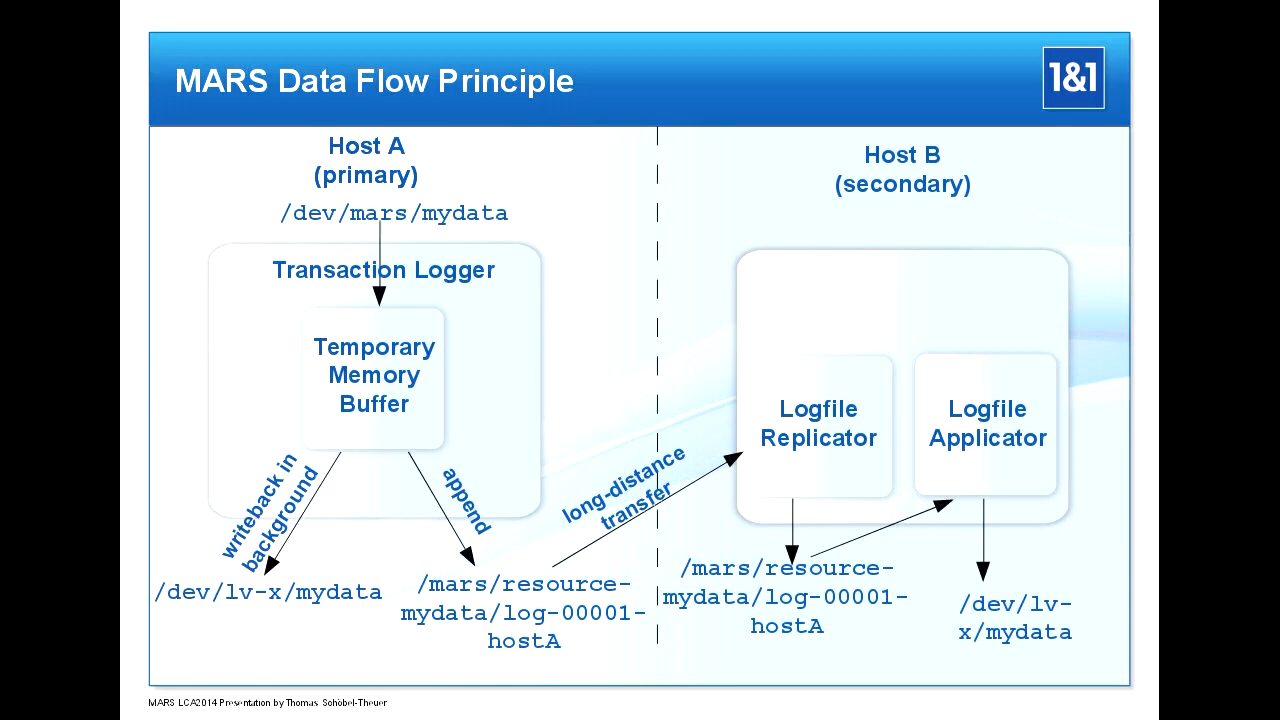 MARS Data Flow Principle
1&1
Host A
(primary)
/dev/mars/mydata
Transaction Logger
Temporary
Memory
Buffer
writeback in
background
append
/dev/lv-x/mydata
/mars/resource-
mydata/log-00001-
hostA
long-distance
transfer
Host B
(secondary)
Logfile
Replicator
Logfile
Applicator
/mars/resource-
mydata/log-00001-
hostA
/dev/lv-
x/mydata
MARS LCA2014 Presentation by Thomas Schöbel-Theuer